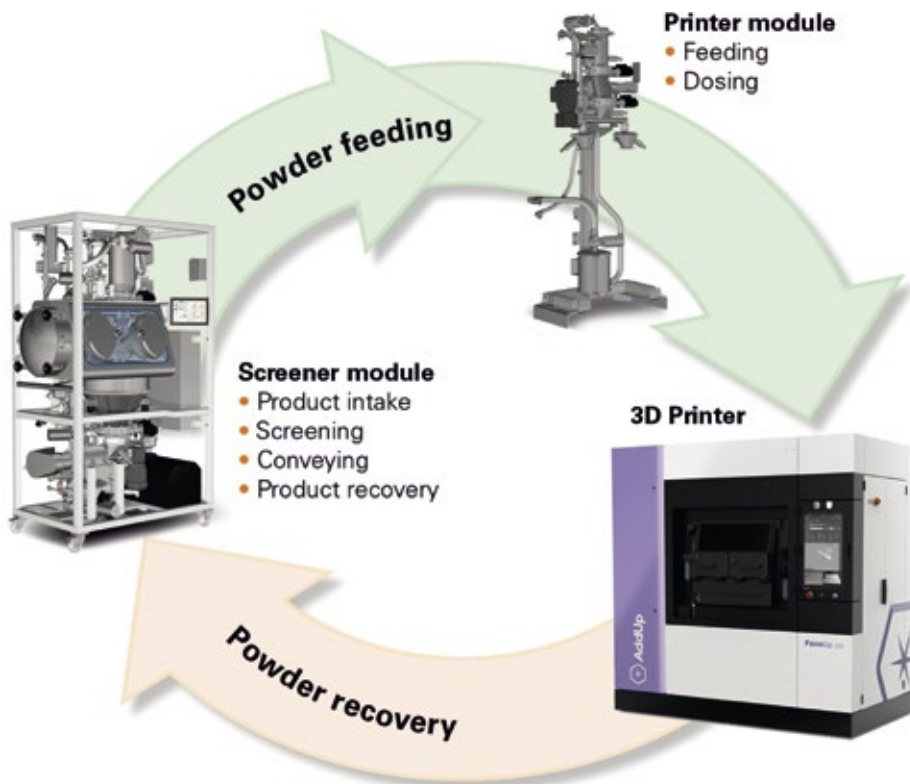 Printer module
• Feeding
• Dosing
Powder feeding
Screener module
• Product intake
• Screening
• Conveying
• Product recovery
3D Printer
AddUp
FormUp
Powder recovery